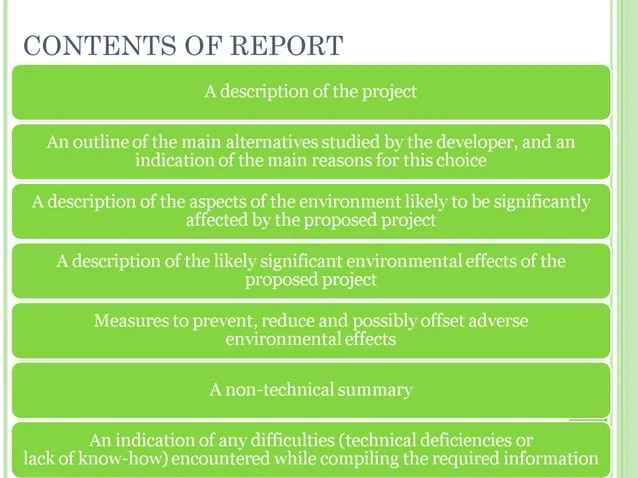 CONTENTS OF REPORT
A description of the project
An outline of the main alternatives studied by the developer, and an
indication of the main reasons for this choice
A description of the aspects of the environment likely to be significantly
affected by the proposed project
A description of the likely significant environmental effects of the
proposed project
Measures to prevent, reduce and possibly offset adverse
environmental effects
A non-technical summary
An indication of any difficulties (technical deficiencies or
lack of know-how) encountered while compiling the required information